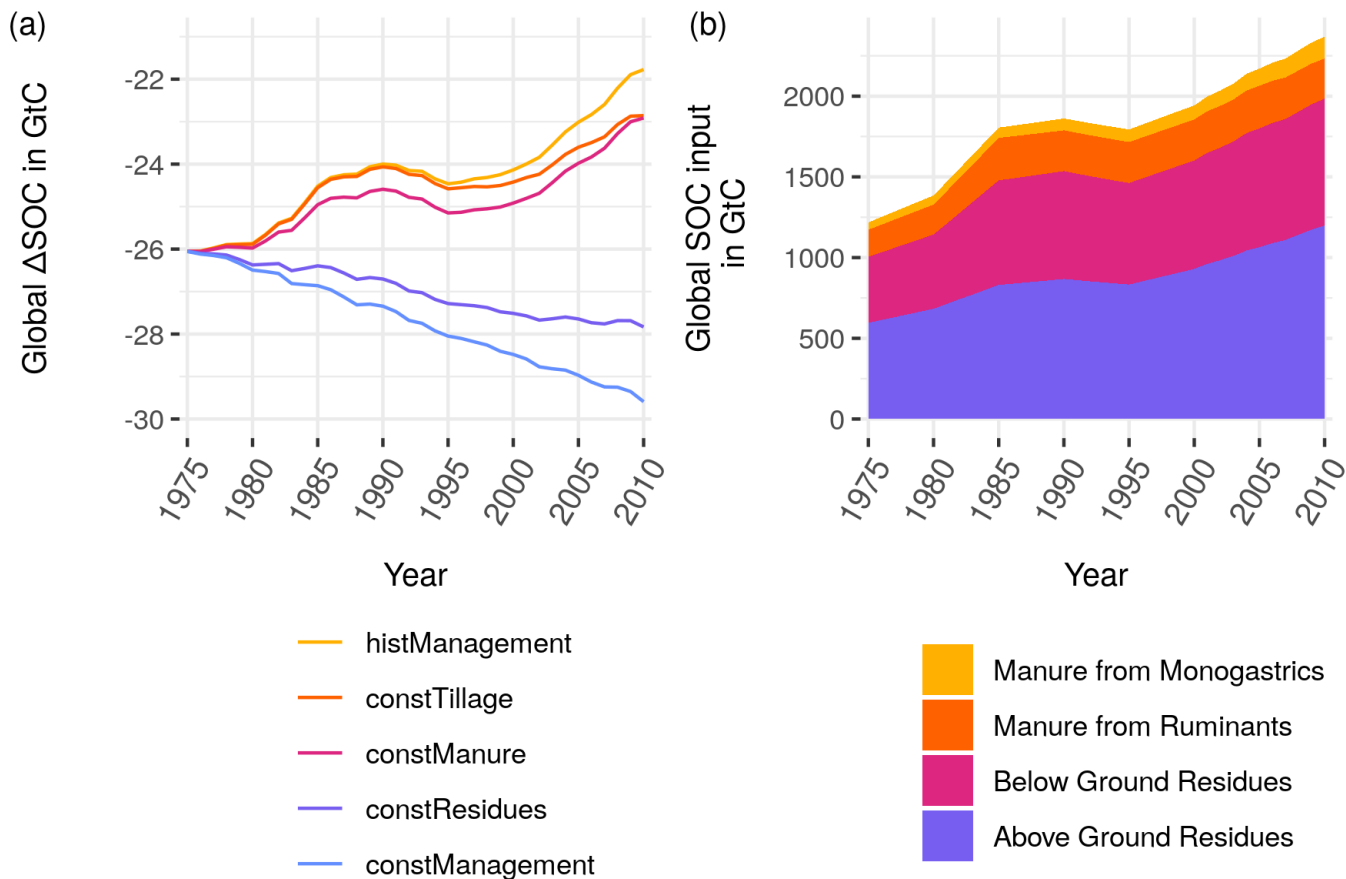 (a)
Global ΔSOC in GtC
-22
-24
-26
-28
-30
1975
1980
1985
1990
1995
2000
2005
2010
Year
histManagement
constTillage
constManure
constResidues
constManagement
(b)
Global SOC input
in GtC
2000
1500
1000
500
0
1975
1980
1985
1990
1995
2000
2005
2010
Year
Manure from Monogastrics
Manure from Ruminants
Below Ground Residues
Above Ground Residues